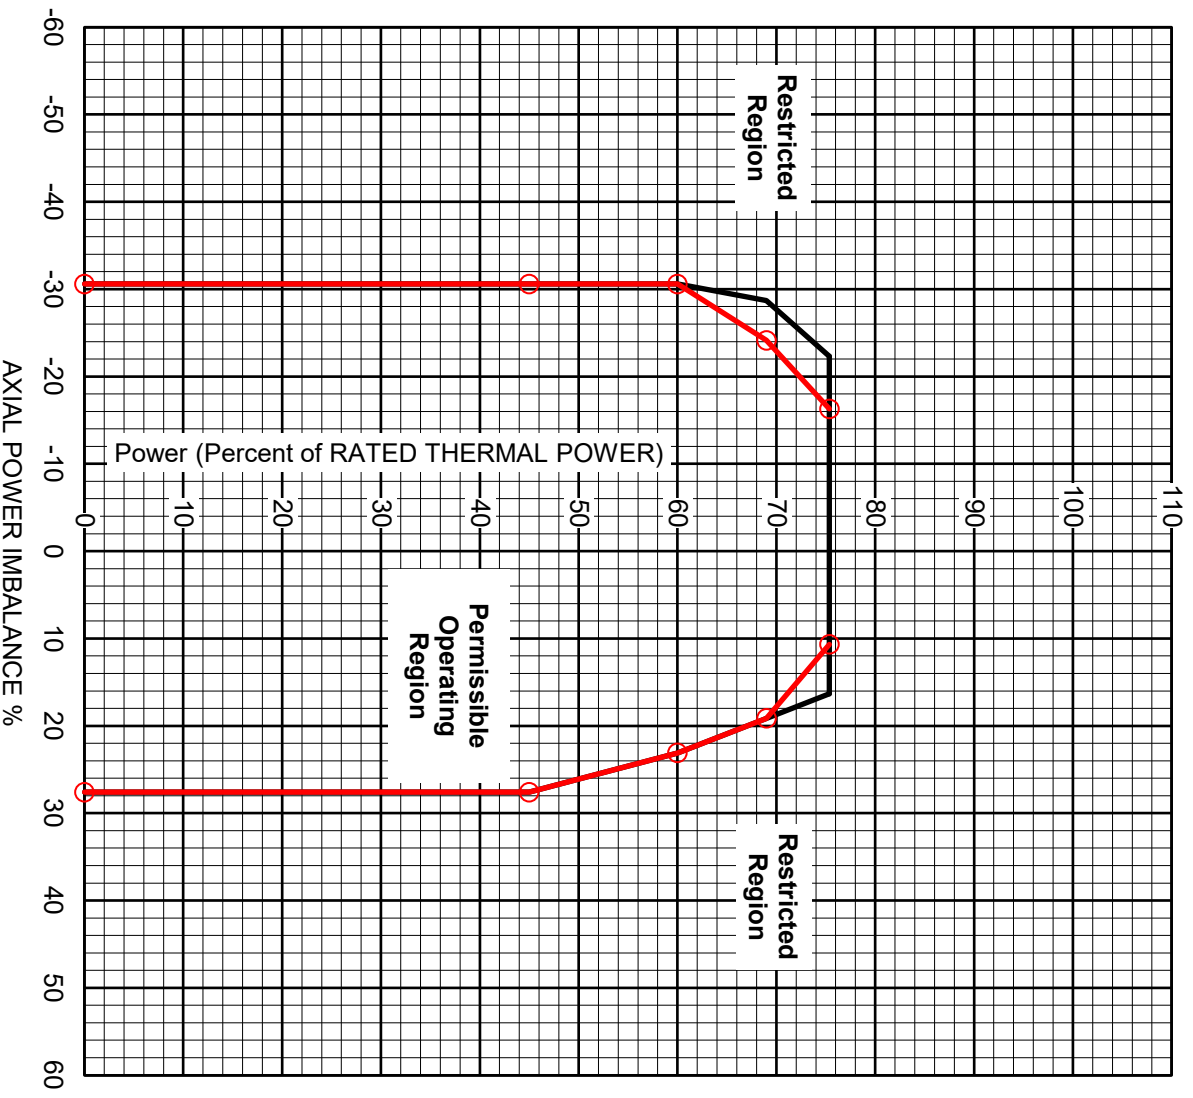 110
100
90
80
70
60
50
40
30
20
10
0
Power (Percent of RATED THERMAL POWER)
Restricted
Region
Restricted
Region
Permissible
Operating
Region
-60
-50
-40
-30
-20
-10
0
10
20
30
40
50
60
AXIAL POWER IMBALANCE %